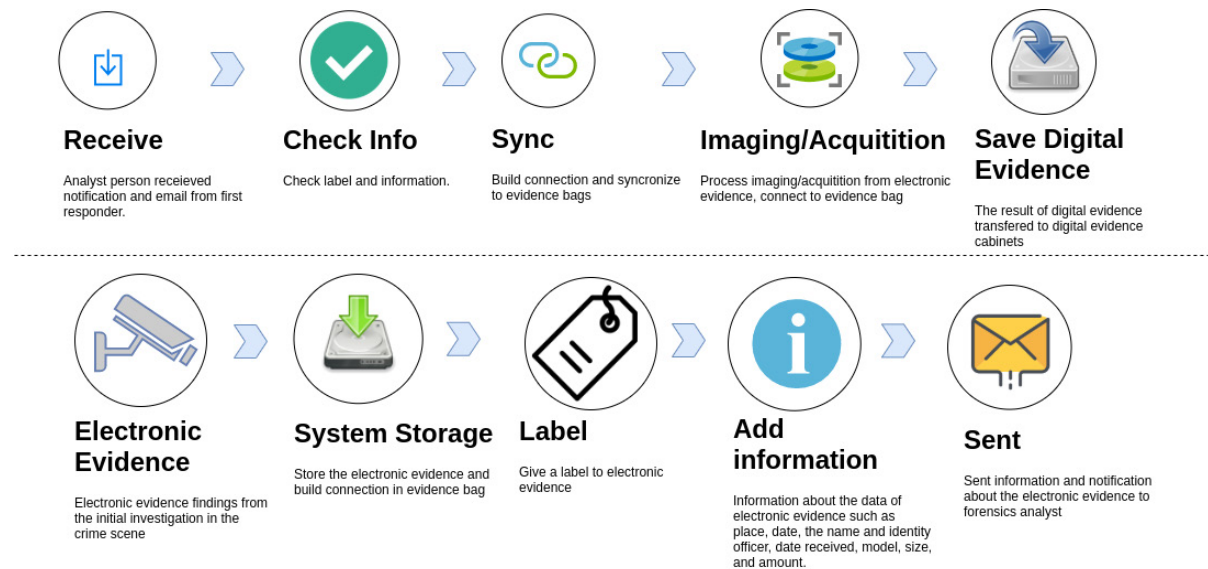 Receive
Analyst person receieved
notification and email from first
responder.
Check Info
Check label and information.
Sync
Build connection and syncronize
to evidence bags
Imaging/Acquitition
Process imaging/acquitition from electronic
evidence, connect to evidence bag
Save Digital
Evidence
The result of digital evidence
transfered to digital evidence
cabinets
Electronic
Evidence
Electronic evidence findings from
the initial investigation in the
crime scene
System Storage
Store the electronic evidence and
build connection in evidence bag
Label
Give a label to electronic
evidence
Add
information
Information about the data of
electronic evidence such as
place, date, the name and identity
officer, date received, model, size,
and amount.
Sent
Sent information and notification
about the electronic evidence to
forensics analyst